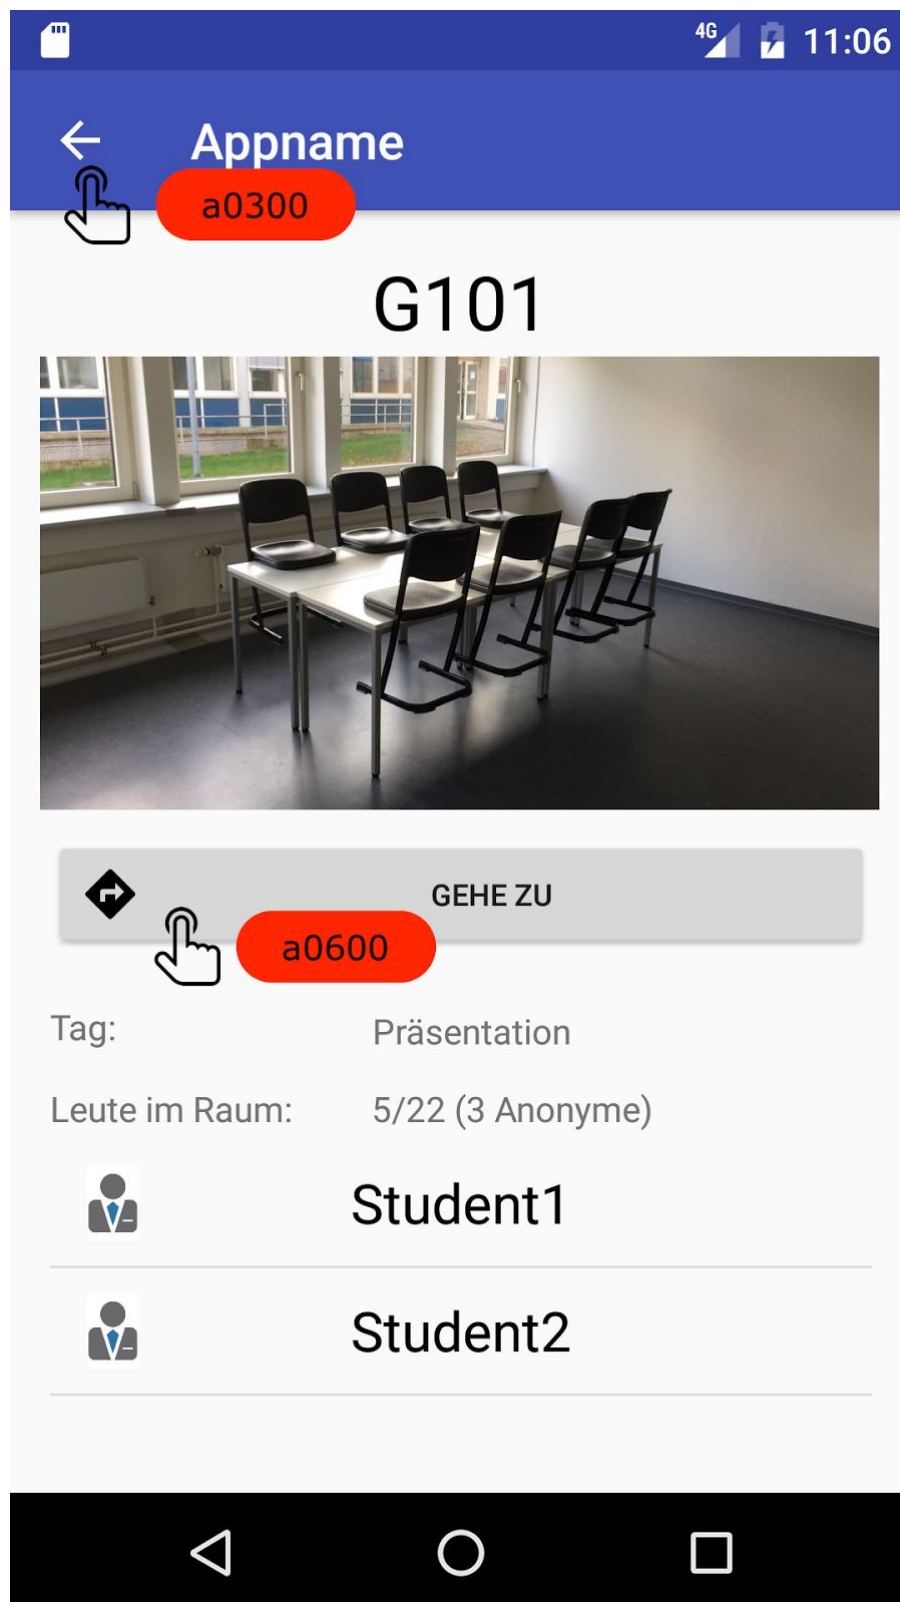 4G 11:06
Appname
a0300
G101
GEHE ZU
a0600
Tag: Präsentation
Leute im Raum: 5/22 (3 Anonyme)
Student1
Student2